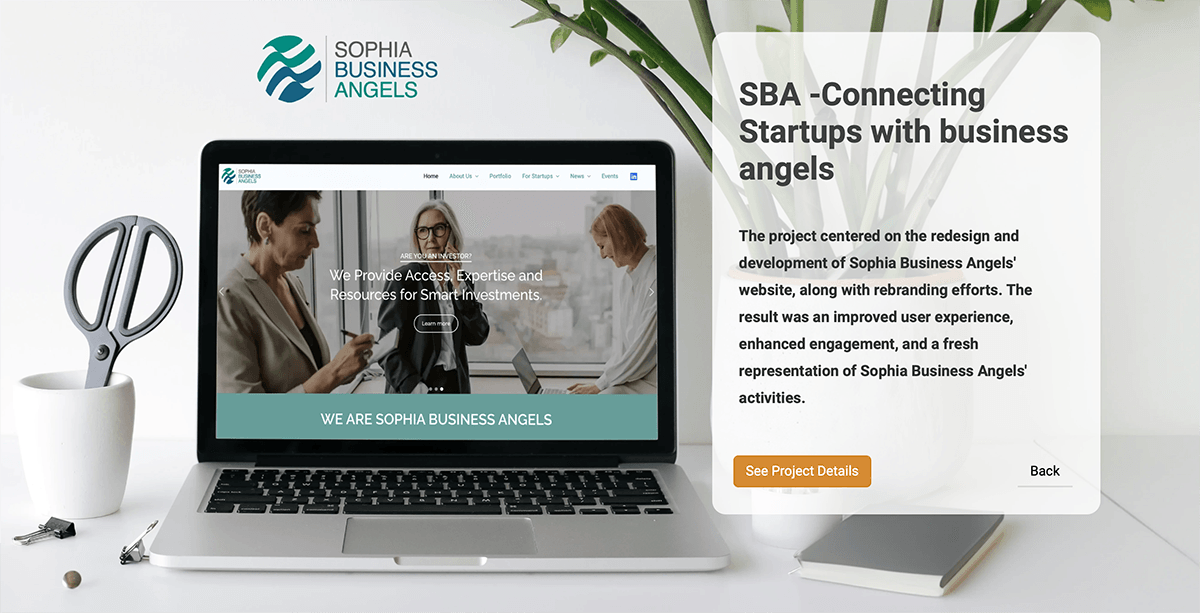 SOPHIA
BUSINESS
ANGELS
SOPHIA
BUSINESS
ANGELS
Home About Us Portfolio For Startups News Events in
ARE YOU AN INVESTOR?
We Provide Access, Expertise and
Resources for Smart Investments.
Learn more
WE ARE SOPHIA BUSINESS ANGELS
SBA -Connecting
Startups with business
angels
The project centered on the redesign and
development of Sophia Business Angels'
website, along with rebranding efforts. The
result was an improved user experience,
enhanced engagement, and a fresh
representation of Sophia Business Angels'
activities.
See Project Details
Back